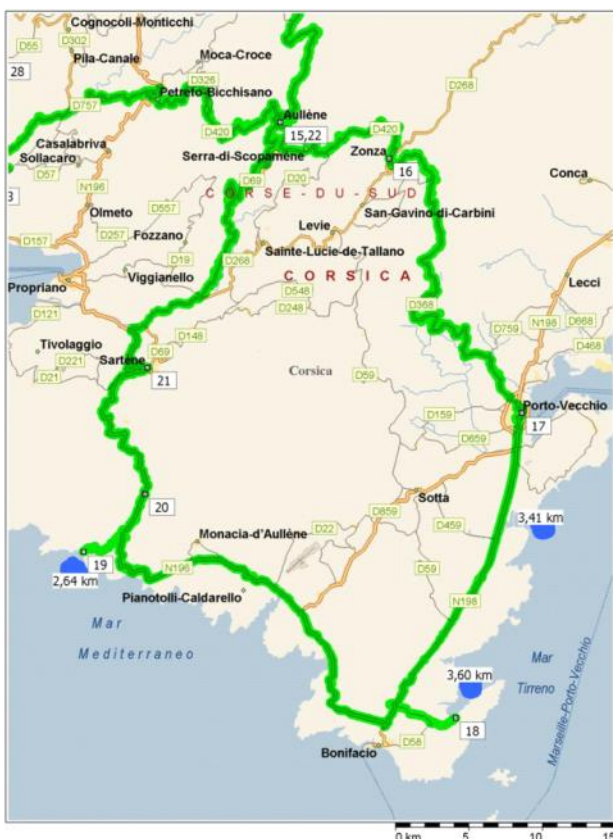 Cognocoli-Monticchi
D302
D55
Pila-Canale
Moca-Croce
D268
28
D326
D757
Petreto-Bicchisano
Aullène
D420
15,22
D420
Casalabriva
Sollacaro
Serra-di-Scopamène
Zonza
16
Conca
D57
D69
D20
3
N196
CORSE-DU-SUD
Olmeto
D557
San-Gavino-di-Carbini
Levie
D157
D257
Fozzano
Sainte-Lucie-de-Tallano
D19
D268
Viggianello
CORSICA
Lecci
Propriano
D548
D121
D248
D368
N198
D668
D759
Tivolaggio
D148
D468
D221
D69
Sartène
Corsica
D21
21
D59
Porto-Vecchio
D159
17
D659
20
Sotta
D859
3,41 km
Monacia-d'Aullène
D22
D459
19
2,64 km
N196
D59
Pianotolli-Caldarello
N198
Mar
Mediterraneo
Mar
Tirreno
3,60 km
Marseille-Porto-Vecchio
18
D58
Bonifacio
0 km 5 10 15